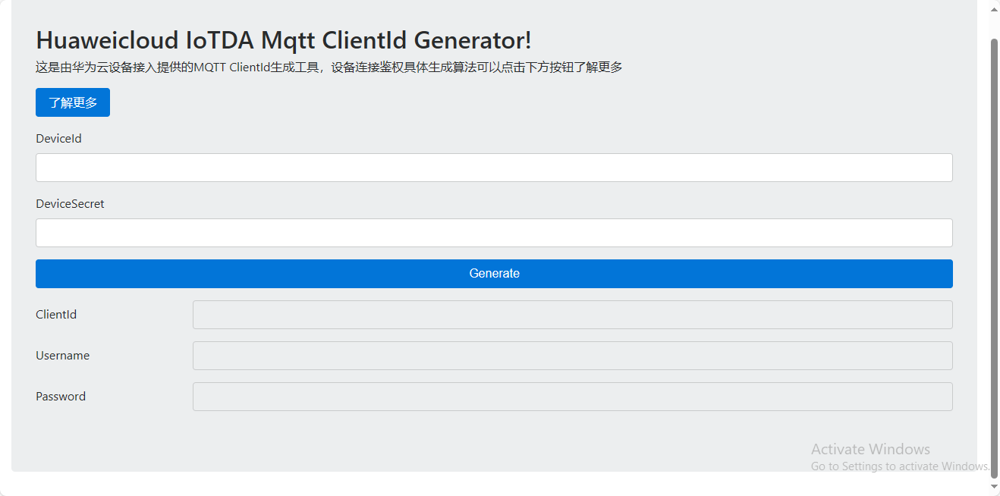 Huaweicloud IoTDA Mqtt ClientId Generator!
这是由华为云设备接入提供的MQTT ClientId生成工具，设备连接鉴权具体生成算法可以点击下方按钮了解更多
了解更多
DeviceId
DeviceSecret
Generate
ClientId
Username
Password
Activate Windows
Go to Settings to activate Windows.